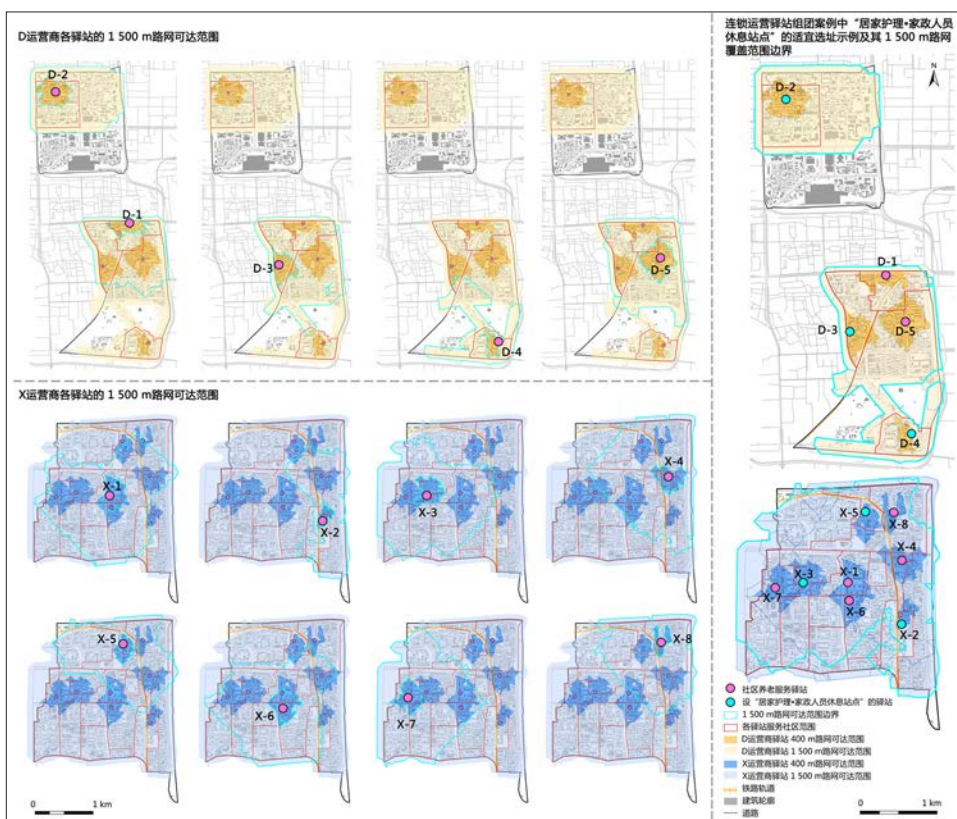 D运营商各驿站的 1 500 m路网可达范围
D-2
D-1
D-3
D-4
D-5
X运营商各驿站的 1 500 m路网可达范围
X-1
X-2
X-3
X-4
X-5
X-6
X-7
X-8
0 1 km
连锁运营驿站组团案例中“居家护理•家政人员
休息站点”的适宜选址示例及其 1 500 m路网
覆盖范围边界
N
D-2
D-1
D-3
D-5
D-4
X-5
X-8
X-4
X-3
X-1
X-7
X-6
X-2
社区养老服务驿站
设“居家护理•家政人员休息站点”的驿站
1 500 m路网可达范围边界
各驿站服务社区范围
D运营商驿站 400 m路网可达范围
D运营商驿站 1 500 m路网可达范围
X运营商驿站 400 m路网可达范围
X运营商驿站 1 500 m路网可达范围
铁路轨道
建筑轮廓
道路
0 1 km